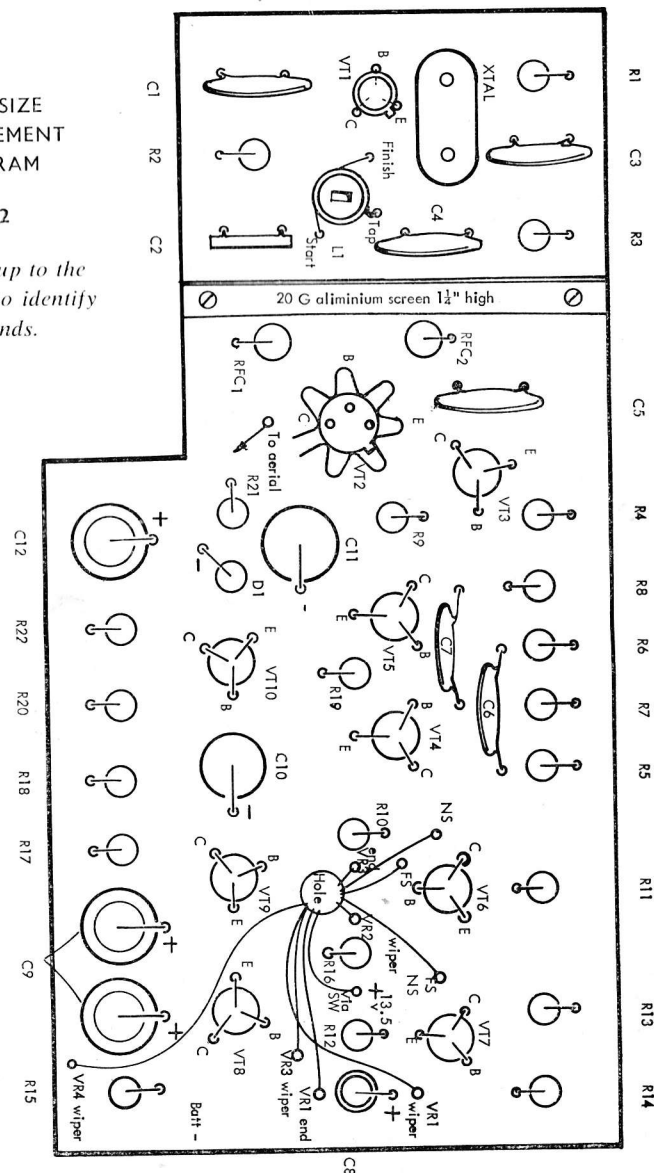 SIZE
EMENT
RAM
2
up to the
o identify
nds.
C1
R2
C2
VT1
B
C
E
XTAL
Finish
Tap
Start
L1
C4
R1
C3
R3
20 G aliminium screen 1¼" high
RFC1
RFC2
B
C
E
VT2
To aerial
C5
C
E
B
VT3
R21
R9
R4
C12
+
D1
-
C11
-
R8
R22
E
C
B
VT10
C
E
B
VT5
C7
R6
R20
R19
B
E
C
VT4
C6
R7
R18
C10
-
R5
R17
R10
NS
C
B
E
VT9
Hole
FS
C
B
E
VT6
R11
C9
+
+
VR2
wiper
R16
FS
NS
E
C
B
VT8
+ 13.5 v
via
SW
R12
C
E
B
VT7
R13
R15
VR4 wiper
Batt -
VR3 wiper
VR1 end
+
VR1
wiper
R14
C8